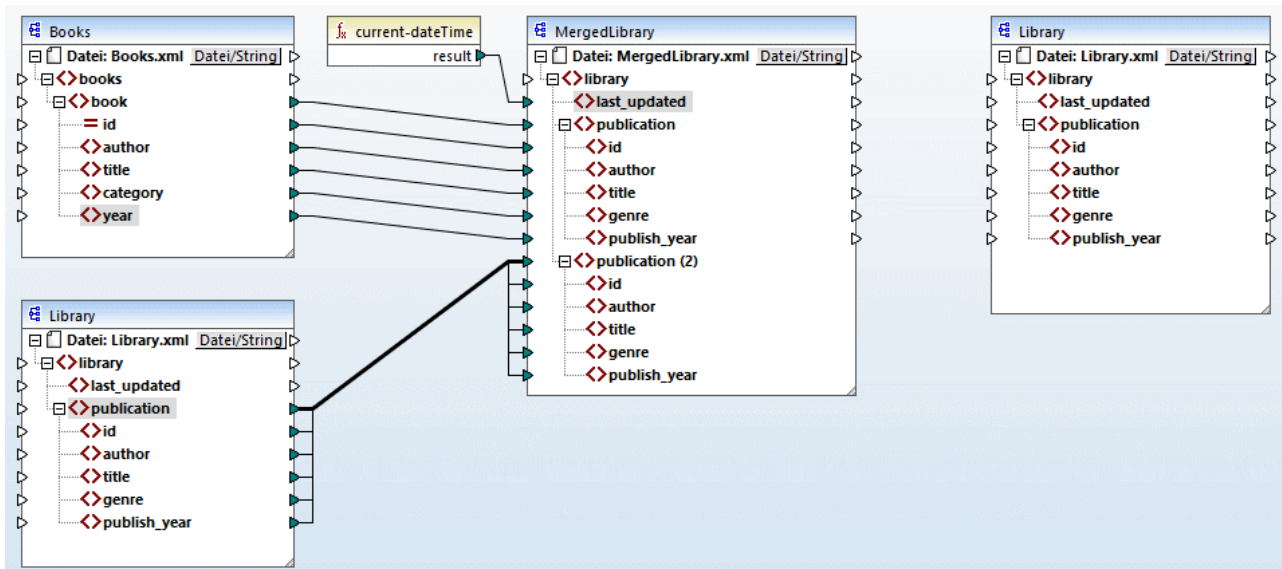 Books
Datei: Books.xml Datei/String
books
book
id
author
title
category
year
fx current-dateTime
result
MergedLibrary
Datei: MergedLibrary.xml Datei/String
library
last_updated
publication
id
author
title
genre
publish_year
publication (2)
id
author
title
genre
publish_year
Library
Datei: Library.xml Datei/String
library
last_updated
publication
id
author
title
genre
publish_year
Library
Datei: Library.xml Datei/String
library
last_updated
publication
id
author
title
genre
publish_year